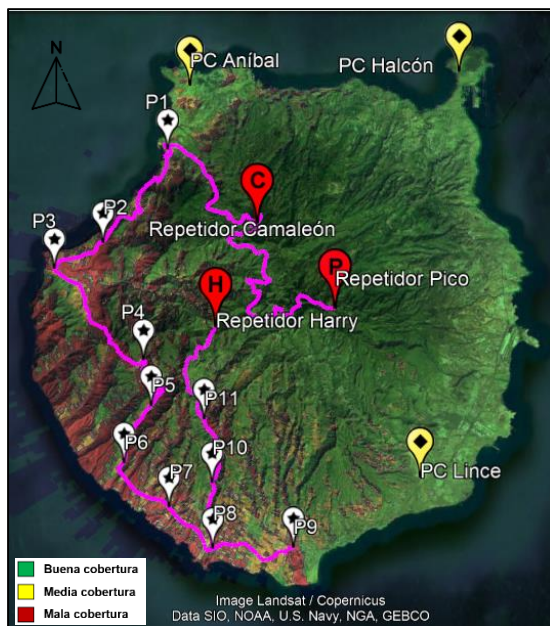 N
PC Aníbal
PC Halcón
P1
C
P2
Repetidor Camaleón
P3
P
Repetidor Pico
H
Repetidor Harry
P4
P5
P11
P6
P10
PC Lince
P7
P8
P9
Buena cobertura
Media cobertura
Mala cobertura
Image Landsat / Copernicus
Data SIO, NOAA, U.S. Navy, NGA, GEBCO